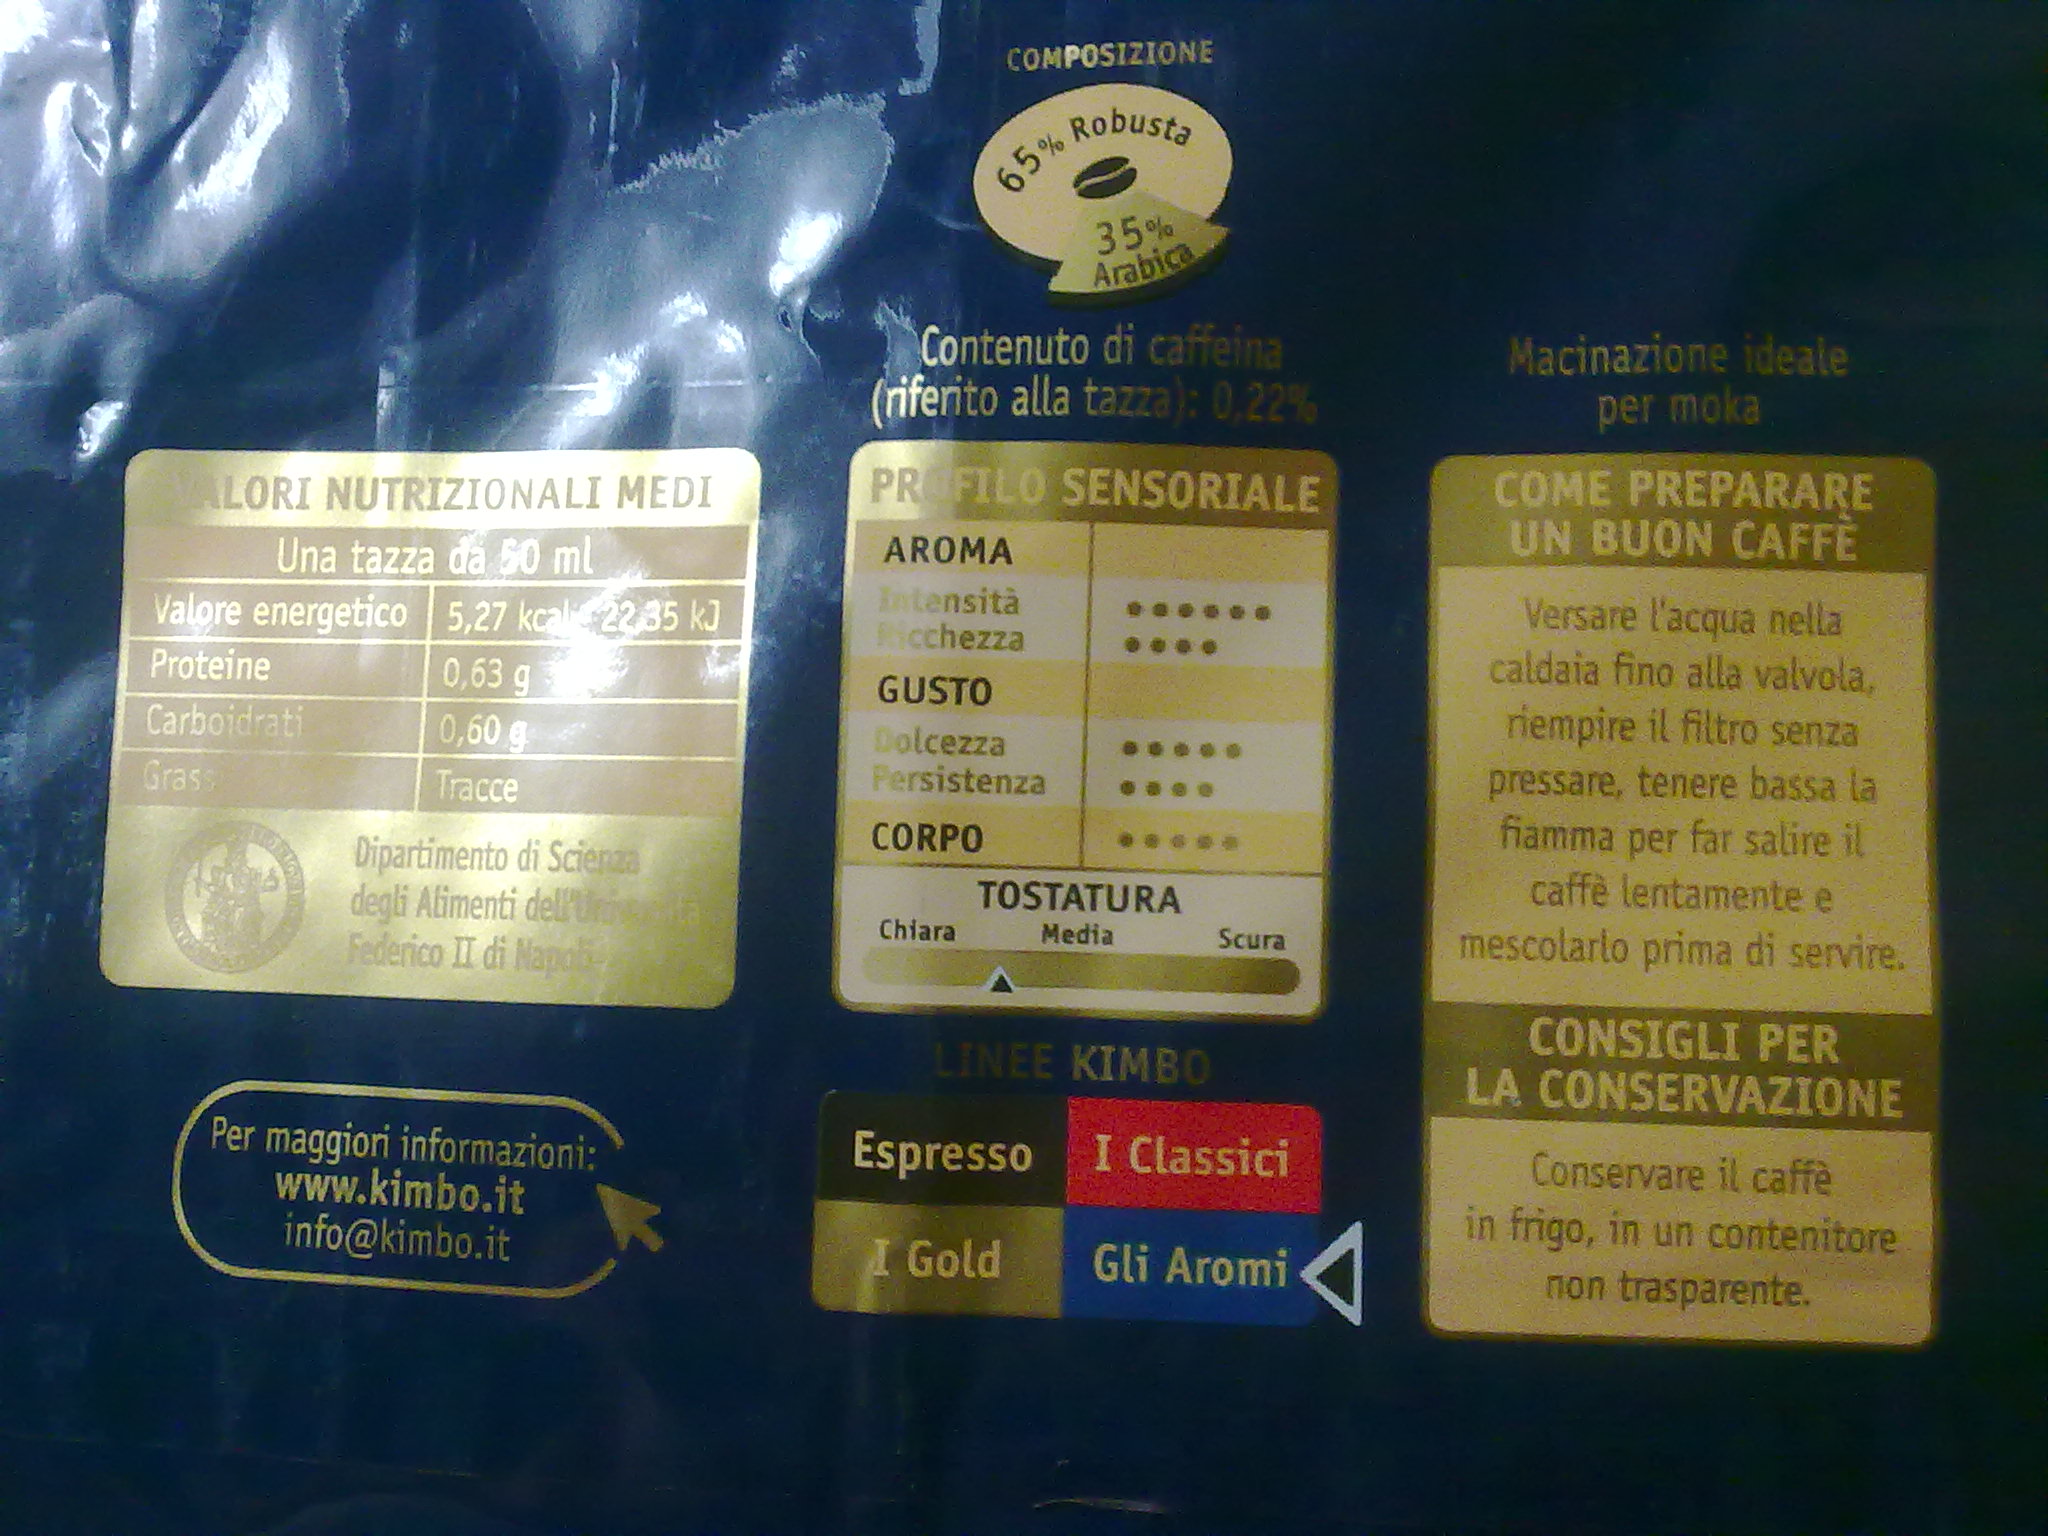 COMPOSIZIONE
65% Robusta
35%
Arabica
Contenuto di caffeina
(riferito alla tazza): 0,22%
VALORI NUTRIZIONALI MEDI
Una tazza da 50 ml
Valore energetico 5,27 kcal 22,35 kJ
Proteine 0,63 g
Carboidrati 0,60 g
Grassi Tracce
Dipartimento di Scienza
degli Alimenti dell'Università
Federico II di Napoli
Per maggiori informazioni:
www.kimbo.it
info@kimbo.it
PROFILO SENSORIALE
AROMA
Intensità
Ricchezza
GUSTO
Dolcezza
Persistenza
CORPO
TOSTATURA
Chiara Media Scura
LINEE KIMBO
Espresso I Classici
I Gold Gli Aromi
Macinazione ideale
per moka
COME PREPARARE
UN BUON CAFFÈ
Versare l'acqua nella
caldaia fino alla valvola,
riempire il filtro senza
pressare, tenere bassa la
fiamma per far salire il
caffè lentamente e
mescolarlo prima di servire.
CONSIGLI PER
LA CONSERVAZIONE
Conservare il caffè
in frigo, in un contenitore
non trasparente.